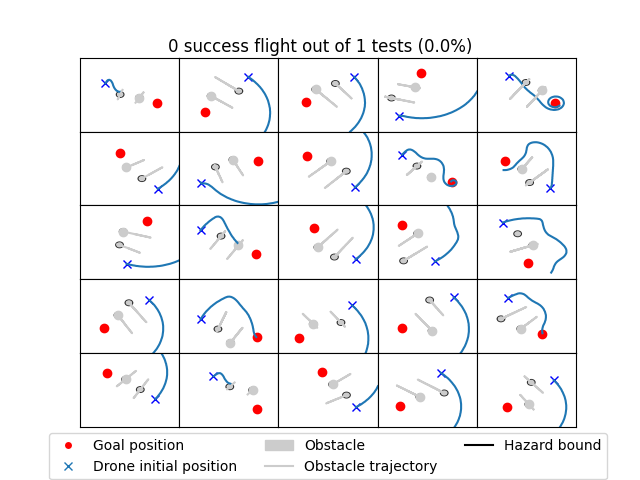 0 success flight out of 1 tests (0.0%)
Goal position
Obstacle
Hazard bound
Drone initial position
Obstacle trajectory